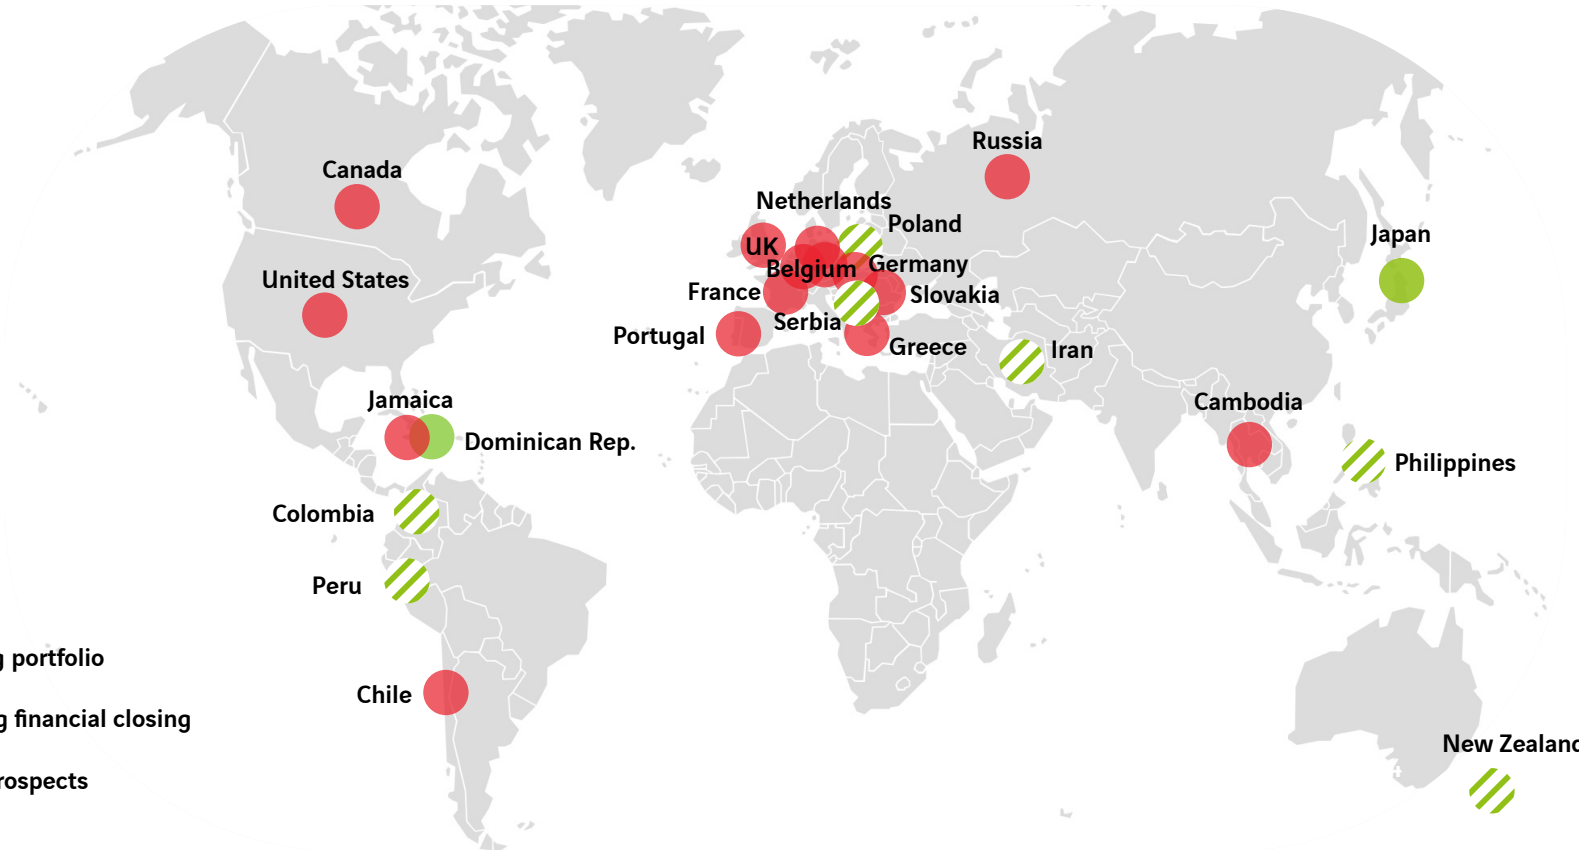 Russia
Canada
Netherlands
Poland
Japan
UK
Germany
Belgium
United States
France
Slovakia
Serbia
Portugal
Greece
Iran
Jamaica
Cambodia
Dominican Rep.
Philippines
Colombia
Peru
portfolio
Chile
financial closing
New Zealand